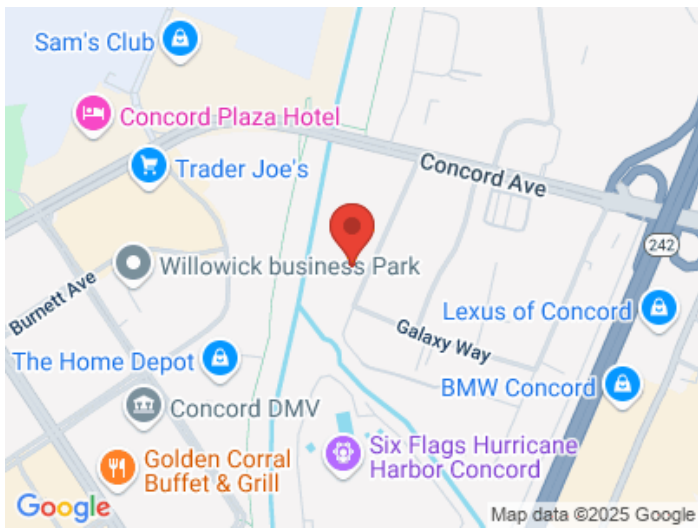 Sam's Club
Concord Plaza Hotel
Trader Joe's
Concord Ave
242
Willowick business Park
Burnett Ave
Lexus of Concord
Galaxy Way
The Home Depot
BMW Concord
Concord DMV
Six Flags Hurricane
Harbor Concord
Golden Corral
Buffet & Grill
Google
Map data ©2025 Google